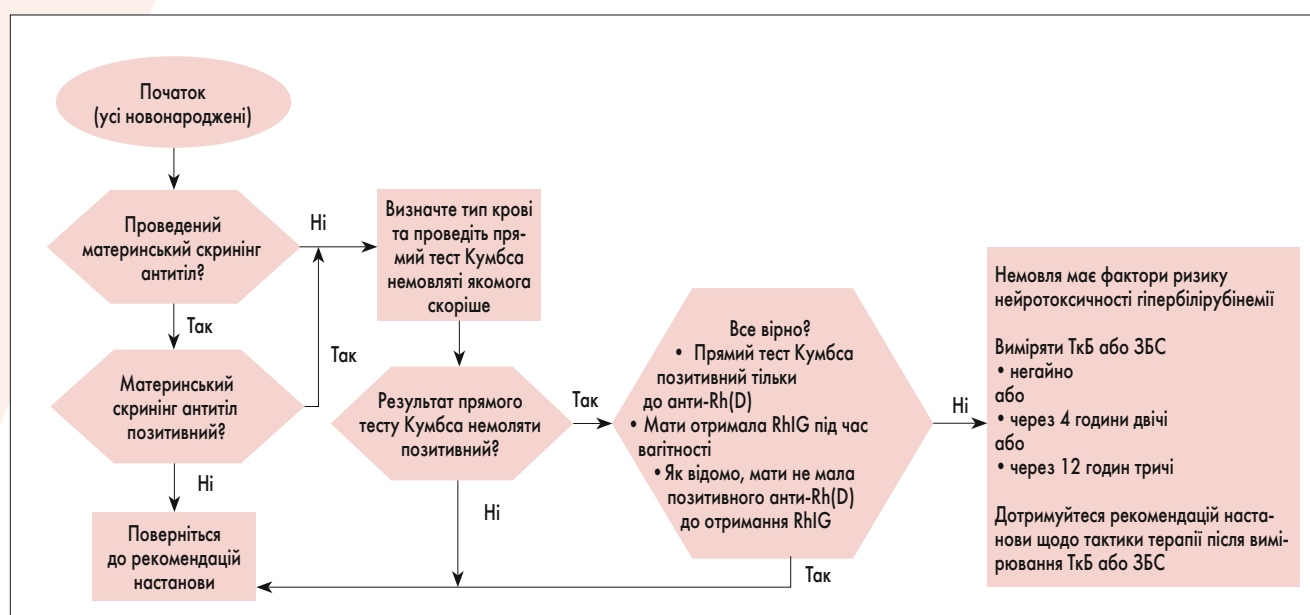 Початок
(усі новонароджені)
Проведений
материнський скринінг
антитіл?
Ні
Так
Материнський
скринінг антитіл
позитивний?
Так
Ні
Поверніться
до рекомендацій
настанови
Визначте тип крові
та проведіть пря-
мий тест Кумбса
немовляті якомога
скоріше
Результат прямого
тесту Кумбса немоляти
позитивний?
Так
Ні
Все вірно?
• Прямий тест Кумбса
позитивний тільки
до анти-Rh(D)
• Мати отримала RhIG під час
вагітності
• Як відомо, мати не мала
позитивного анти-Rh(D)
до отримання RhIG
Ні
Так
Немовля має фактори ризику
нейротоксичності гіпербілірубінемії
Виміряти ТкБ або ЗБС
• негайно
або
• через 4 години двічі
або
• через 12 годин тричі
Дотримуйтеся рекомендацій наста-
нови щодо тактики терапії після вимі-
рювання ТкБ або ЗБС